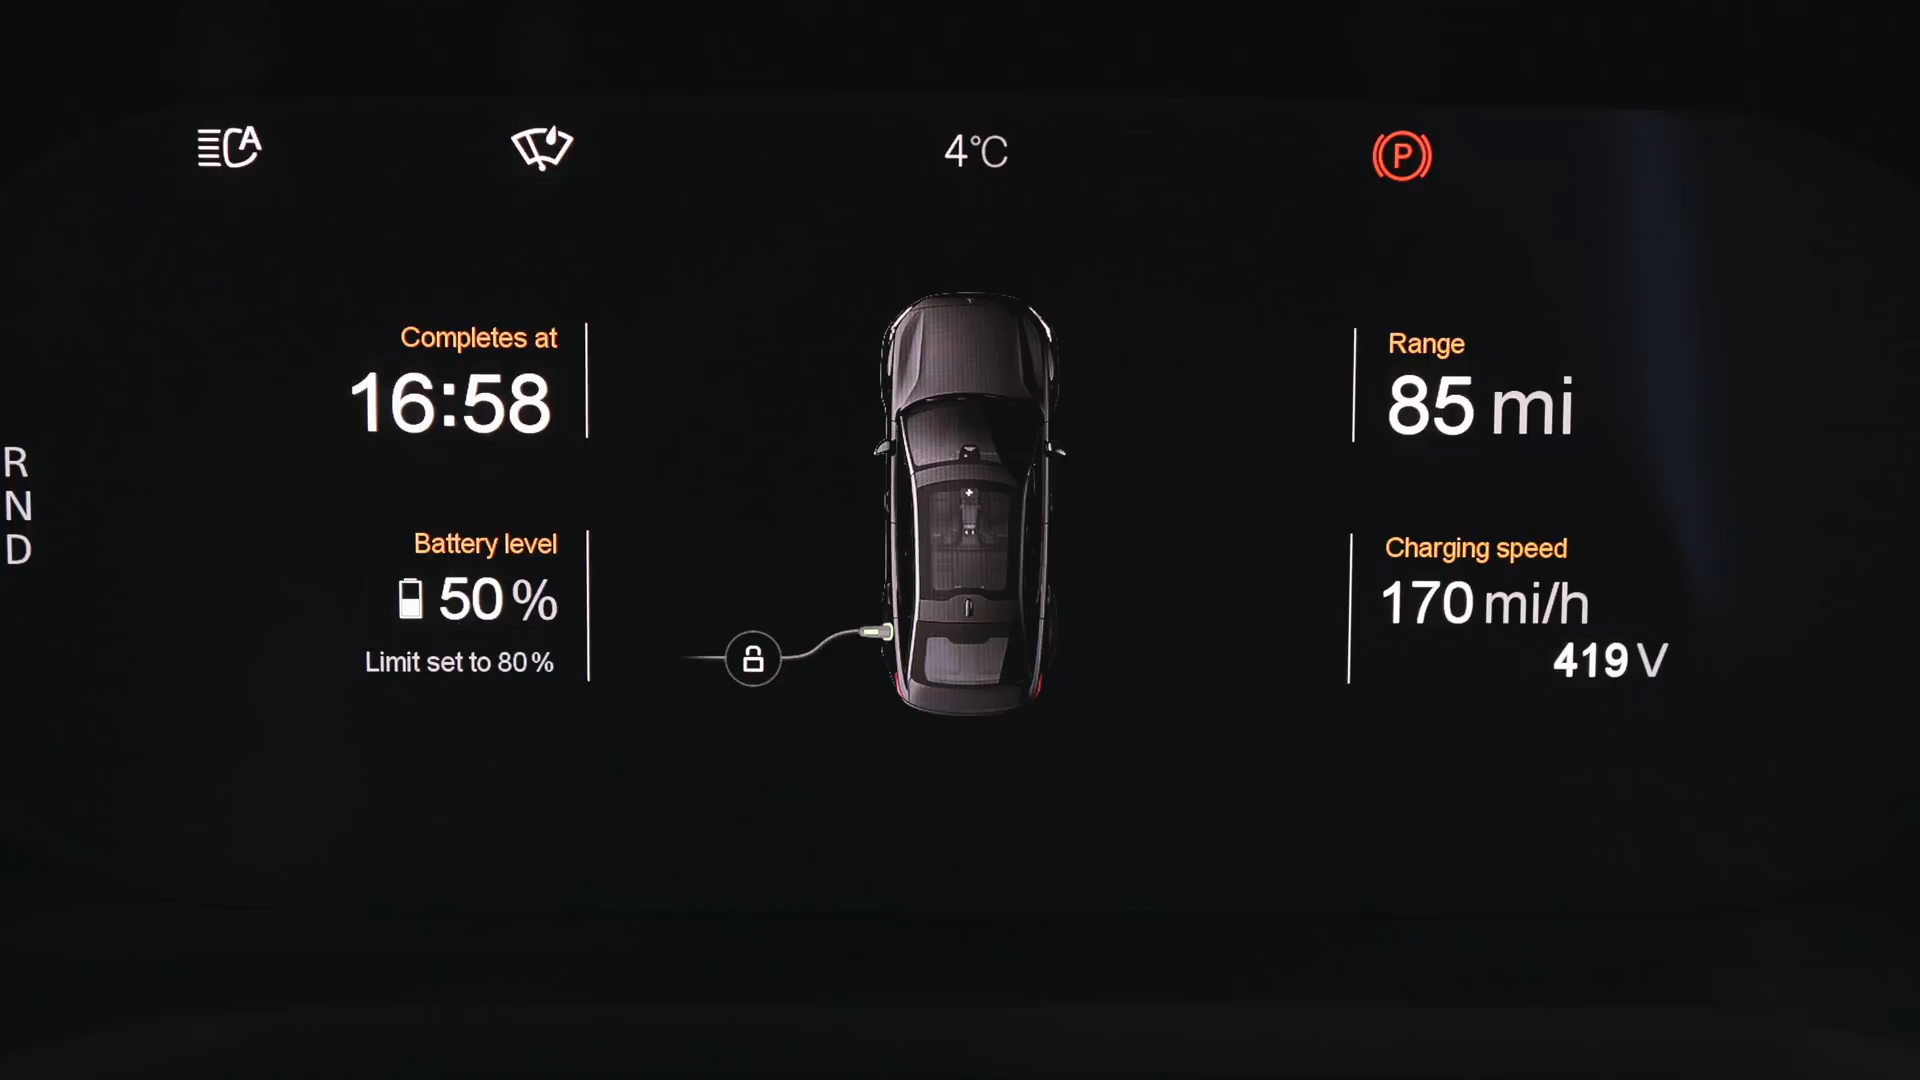 A
4°C
P
Completes at
16:58
Range
85 mi
R
N
D
Battery level
50 %
Limit set to 80 %
Charging speed
170 mi/h
419 V